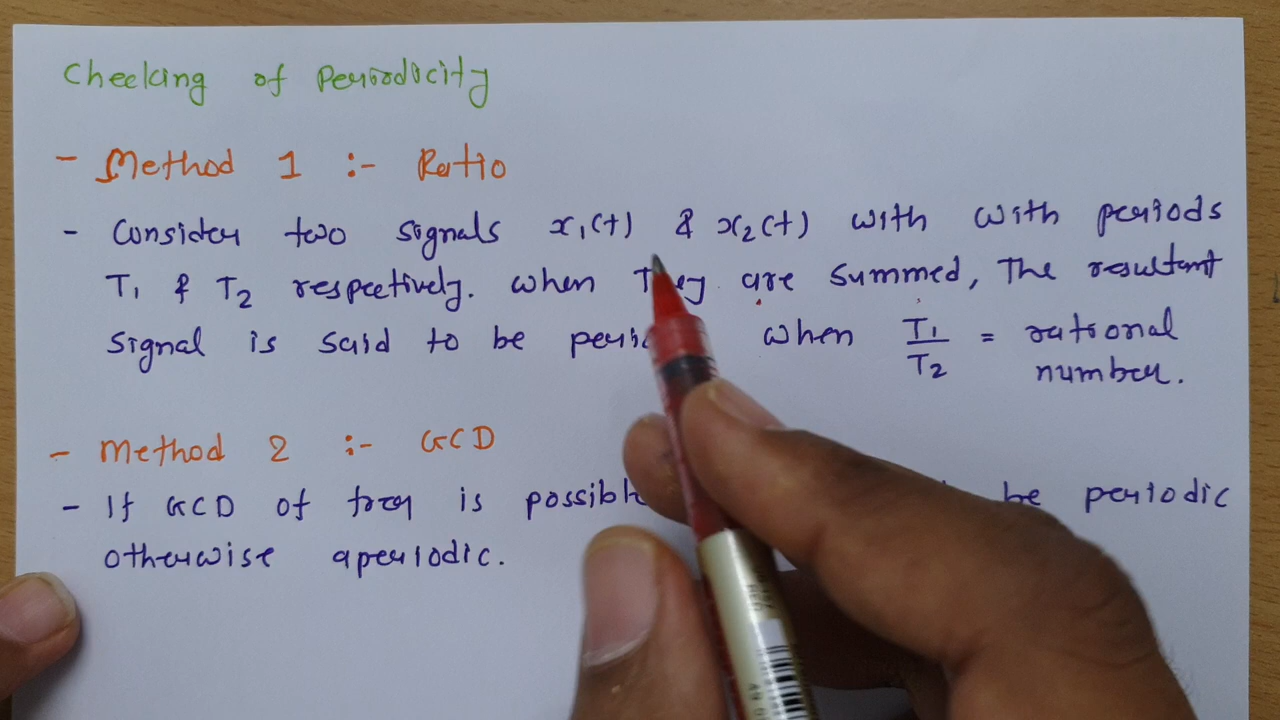 Checking of Periodicity
- Method 1 :- Ratio
- Consider two signals x₁(t) & x₂(t) with with periods
T₁ & T₂ respectively. when they are summed, The resultant
signal is said to be when T₁/T₂ = rational
number.
- Method 2 :- GCD
- If GCD of freq is be periodic
otherwise aperiodic.